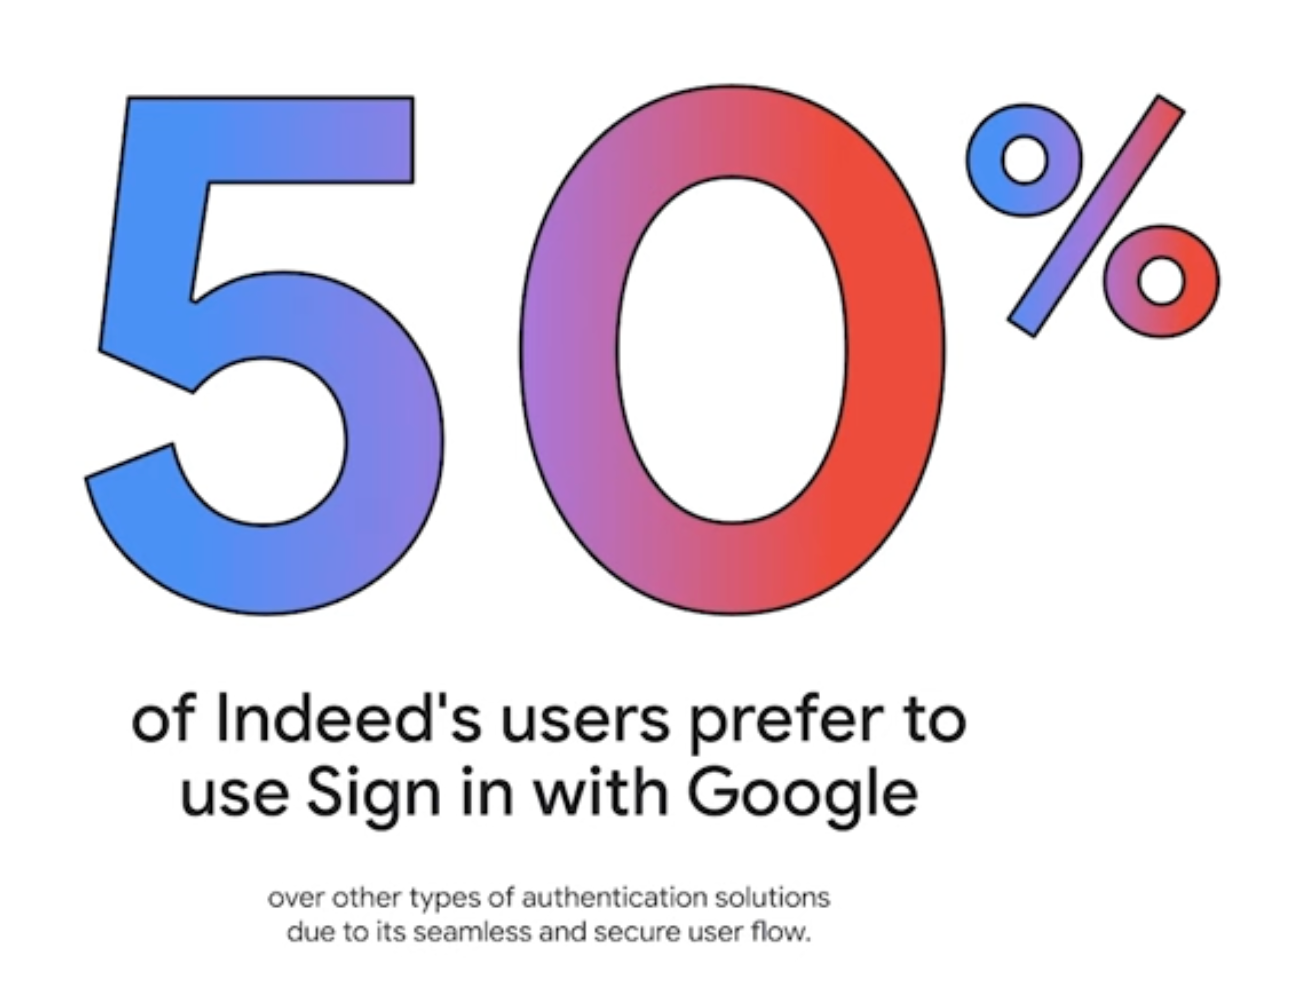 50%
of Indeed's users prefer to
use Sign in with Google
over other types of authentication solutions
due to its seamless and secure user flow.